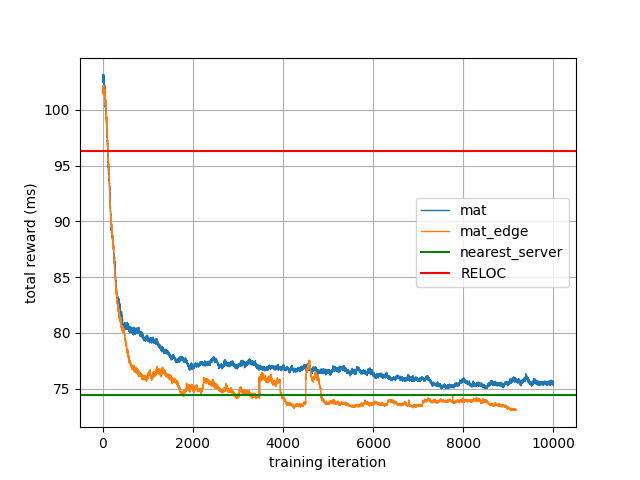 100
95
90
85
80
75
total reward (ms)
mat
mat_edge
nearest_server
RELOC
0
2000
4000
6000
8000
10000
training iteration